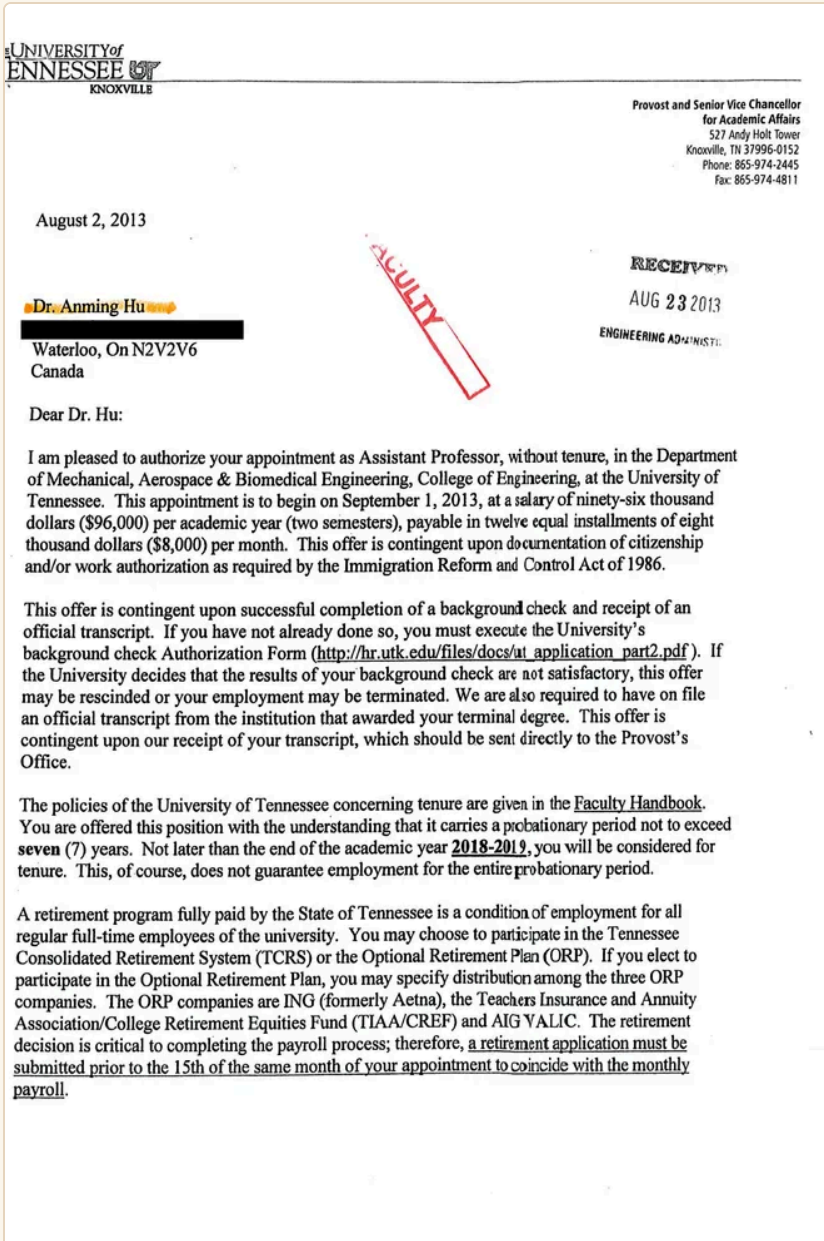 UNIVERSITY of
ENNESSEE UT
KNOXVILLE
Provost and Senior Vice Chancellor
for Academic Affairs
527 Andy Holt Tower
Knoxville, TN 37996-0152
Phone: 865-974-2445
Fax: 865-974-4811
August 2, 2013
FACULTY
RECEIVED
AUG 23 2013
ENGINEERING
Dr. Anming Hu
Waterloo, On N2V2V6
Canada
Dear Dr. Hu:
I am pleased to authorize your appointment as Assistant Professor, without tenure, in the Department
of Mechanical, Aerospace & Biomedical Engineering, College of Engineering, at the University of
Tennessee. This appointment is to begin on September 1, 2013, at a salary of ninety-six thousand
dollars ($96,000) per academic year (two semesters), payable in twelve equal installments of eight
thousand dollars ($8,000) per month. This offer is contingent upon documentation of citizenship
and/or work authorization as required by the Immigration Reform and Control Act of 1986.
This offer is contingent upon successful completion of a background check and receipt of an
official transcript. If you have not already done so, you must execute the University's
background check Authorization Form (http://hr.utk.edu/files/docs/ut_application_part2.pdf ). If
the University decides that the results of your background check are not satisfactory, this offer
may be rescinded or your employment may be terminated. We are also required to have on file
an official transcript from the institution that awarded your terminal degree. This offer is
contingent upon our receipt of your transcript, which should be sent directly to the Provost's
Office.
The policies of the University of Tennessee concerning tenure are given in the Faculty Handbook.
You are offered this position with the understanding that it carries a probationary period not to exceed
seven (7) years. Not later than the end of the academic year 2018-2019, you will be considered for
tenure. This, of course, does not guarantee employment for the entire probationary period.
A retirement program fully paid by the State of Tennessee is a condition of employment for all
regular full-time employees of the university. You may choose to participate in the Tennessee
Consolidated Retirement System (TCRS) or the Optional Retirement Plan (ORP). If you elect to
participate in the Optional Retirement Plan, you may specify distribution among the three ORP
companies. The ORP companies are ING (formerly Aetna), the Teachers Insurance and Annuity
Association/College Retirement Equities Fund (TIAA/CREF) and AIG VALIC. The retirement
decision is critical to completing the payroll process; therefore, a retirement application must be
submitted prior to the 15th of the same month of your appointment to coincide with the monthly
payroll.